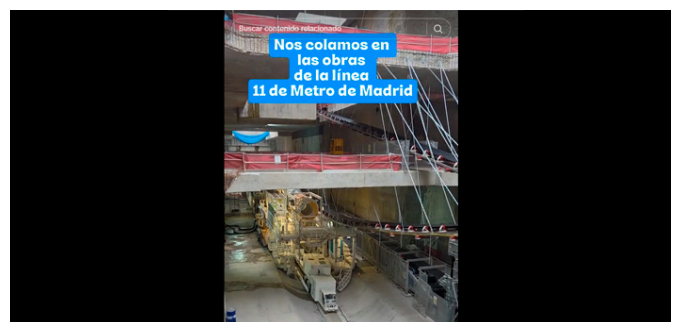 Buscar contenido relacionado
Nos colamos en
las obras
de la línea
11 de Metro de Madrid